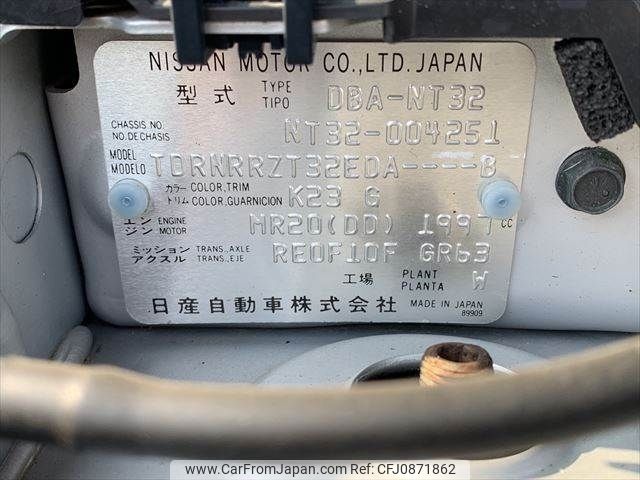 NISSAN MOTOR CO.,LTD. JAPAN
型式 TYPE TIPO DBA-NT32
CHASSIS NO. NO.DE CHASIS NT32-004251
MODEL MODELO TDRNRRZT32EDA----B
カラー COLOR,TRIM
トリム COLOR.GUARNICION K23 G
エンジン ENGINE MOTOR MR20(DD) 1997 CC
ミッション TRANS.,AXLE
アクスル TRANS.,EJE RE0F10F GR63
工場 PLANT PLANTA W
日産自動車株式会社 MADE IN JAPAN
89909
www.CarFromJapan.com | Ref No. CFJ0871862